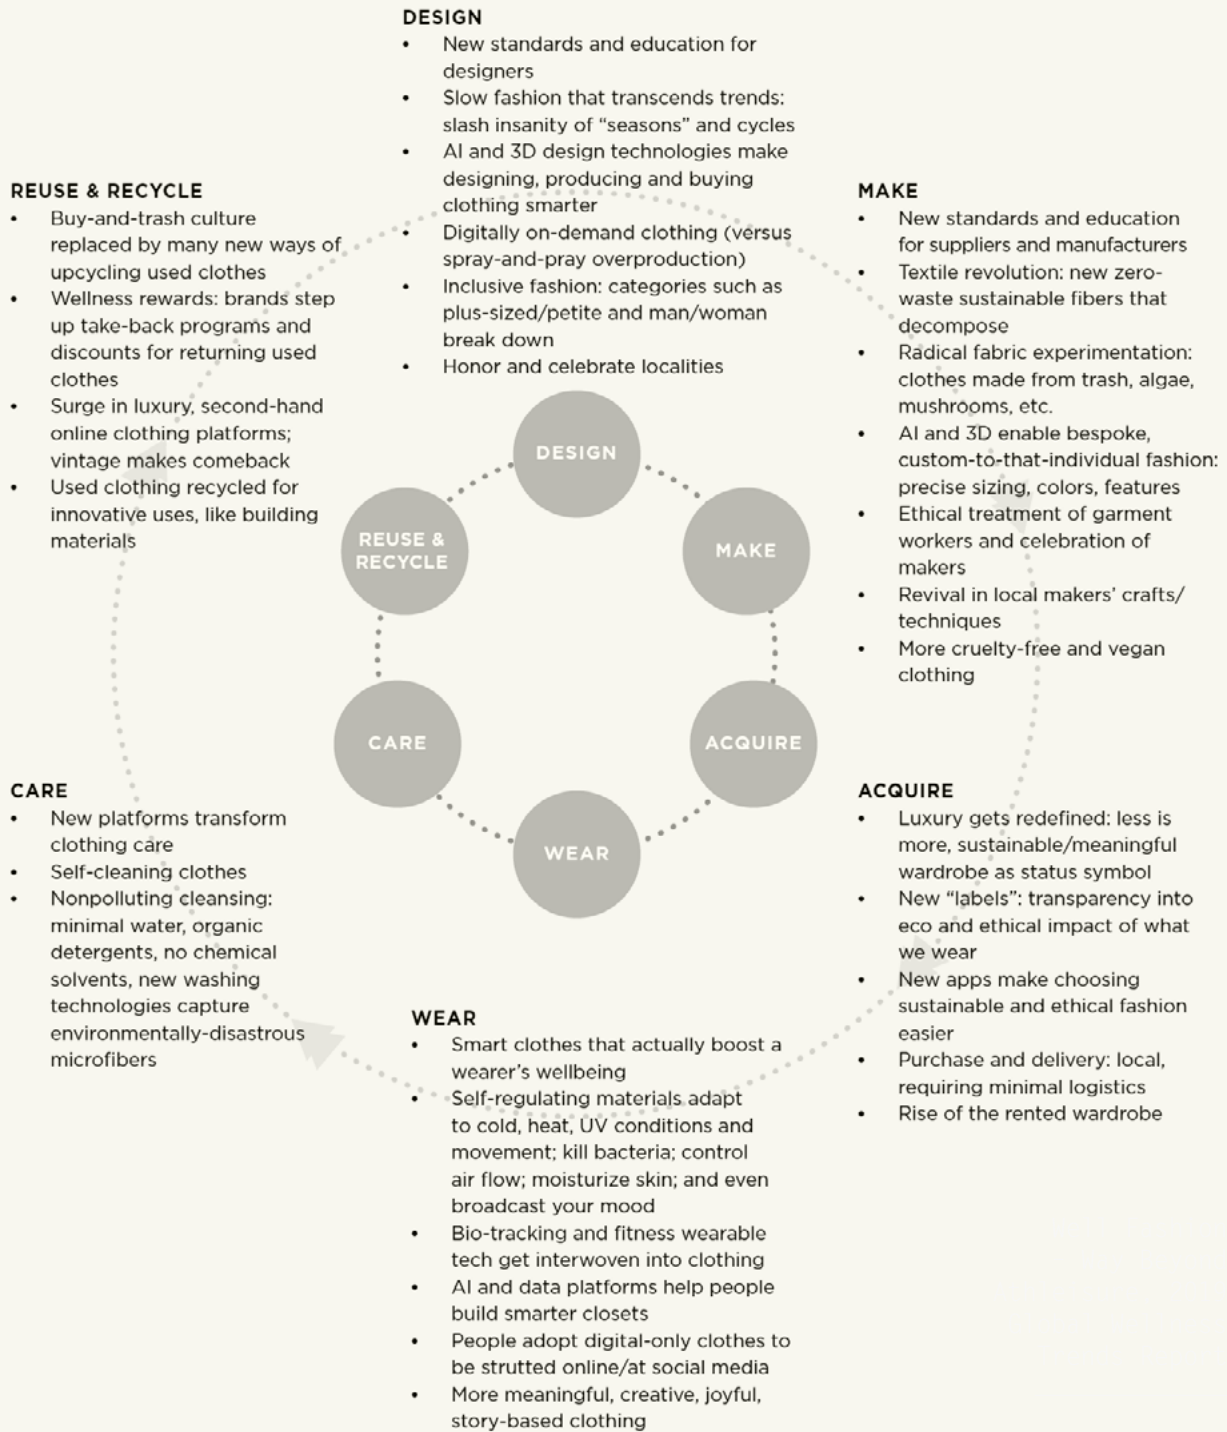 DESIGN
• New standards and education for
designers
• Slow fashion that transcends trends:
slash insanity of “seasons” and cycles
• AI and 3D design technologies make
designing, producing and buying
clothing smarter
• Digitally on-demand clothing (versus
spray-and-pray overproduction)
• Inclusive fashion: categories such as
plus-sized/petite and man/woman
break down
• Honor and celebrate localities
REUSE & RECYCLE
• Buy-and-trash culture
replaced by many new ways of
upcycling used clothes
• Wellness rewards: brands step
up take-back programs and
discounts for returning used
clothes
• Surge in luxury, second-hand
online clothing platforms;
vintage makes comeback
• Used clothing recycled for
innovative uses, like building
materials
MAKE
• New standards and education
for suppliers and manufacturers
• Textile revolution: new zero-
waste sustainable fibers that
decompose
• Radical fabric experimentation:
clothes made from trash, algae,
mushrooms, etc.
• AI and 3D enable bespoke,
custom-to-that-individual fashion:
precise sizing, colors, features
• Ethical treatment of garment
workers and celebration of
makers
• Revival in local makers’ crafts/
techniques
• More cruelty-free and vegan
clothing
DESIGN
REUSE &
RECYCLE
MAKE
CARE
ACQUIRE
WEAR
CARE
• New platforms transform
clothing care
• Self-cleaning clothes
• Nonpolluting cleansing:
minimal water, organic
detergents, no chemical
solvents, new washing
technologies capture
environmentally-disastrous
microfibers
ACQUIRE
• Luxury gets redefined: less is
more, sustainable/meaningful
wardrobe as status symbol
• New “labels”: transparency into
eco and ethical impact of what
we wear
• New apps make choosing
sustainable and ethical fashion
easier
• Purchase and delivery: local,
requiring minimal logistics
• Rise of the rented wardrobe
WEAR
• Smart clothes that actually boost a
wearer’s wellbeing
• Self-regulating materials adapt
to cold, heat, UV conditions and
movement; kill bacteria; control
air flow; moisturize skin; and even
broadcast your mood
• Bio-tracking and fitness wearable
tech get interwoven into clothing
• AI and data platforms help people
build smarter closets
• People adopt digital-only clothes to
be strutted online/at social media
• More meaningful, creative, joyful,
story-based clothing